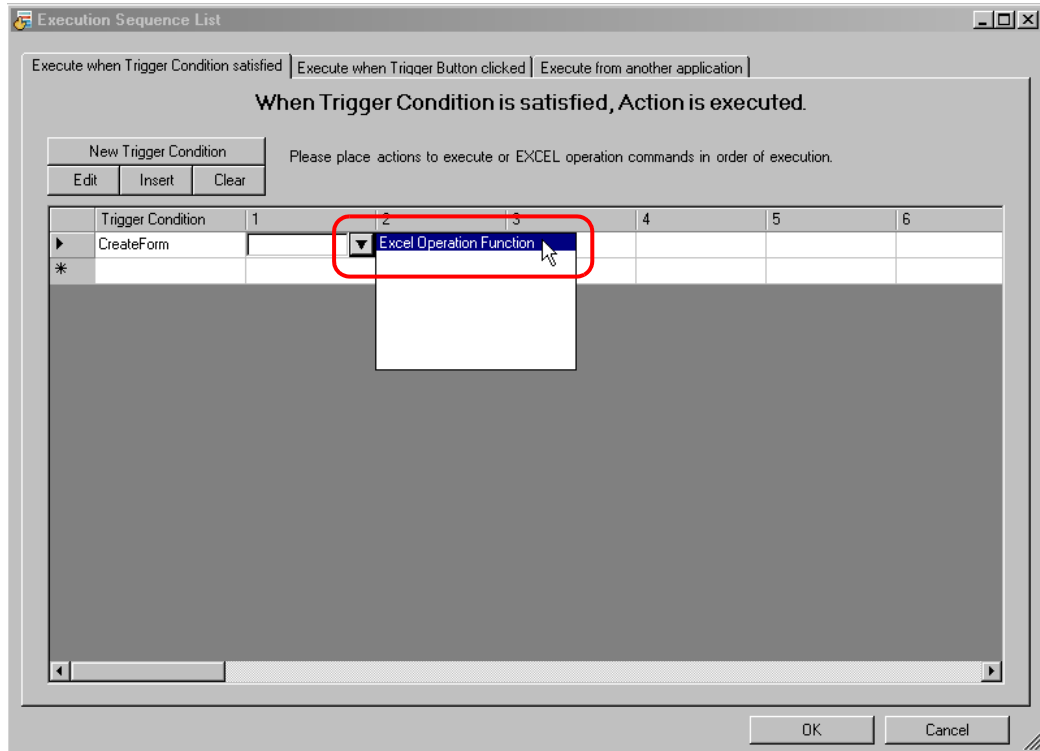 Execution Sequence List
Execute when Trigger Condition satisfied Execute when Trigger Button clicked Execute from another application
When Trigger Condition is satisfied, Action is executed.
New Trigger Condition
Please place actions to execute or EXCEL operation commands in order of execution.
Edit Insert Clear
Trigger Condition 1 2 3 4 5 6
CreateForm Excel Operation Function
OK Cancel